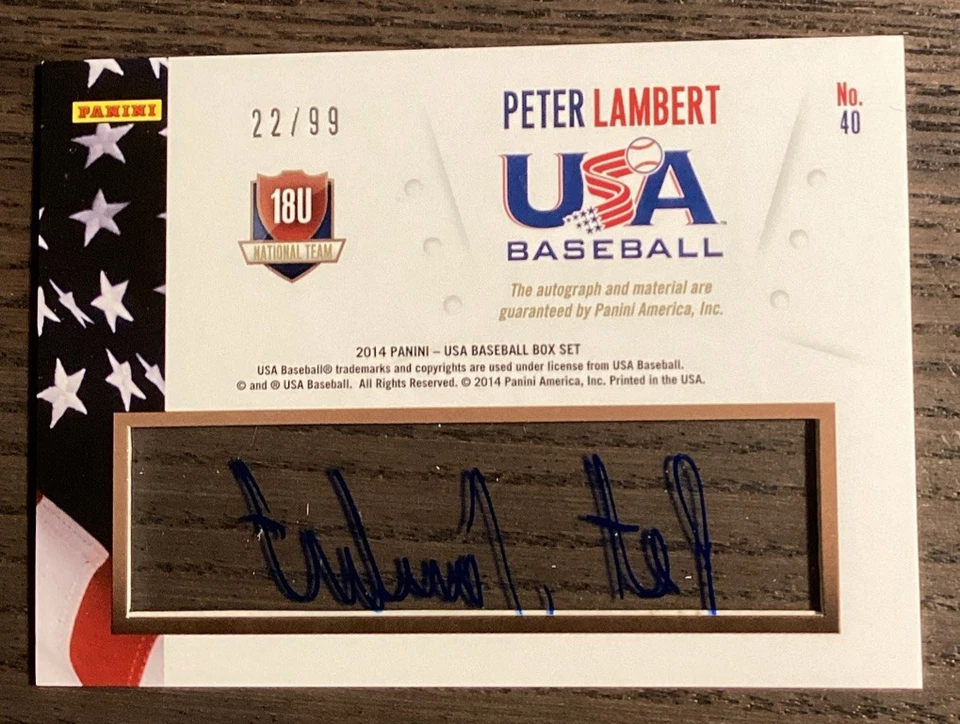 PANINI
22/99
18U
NATIONAL TEAM
PETER LAMBERT
No.
40
USA
BASEBALL
The autograph and material are
guaranteed by Panini America, Inc.
2014 PANINI – USA BASEBALL BOX SET
USA Baseball® trademarks and copyrights are used under license from USA Baseball.
© and ® USA Baseball. All Rights Reserved. © 2014 Panini America, Inc. Printed in the USA.